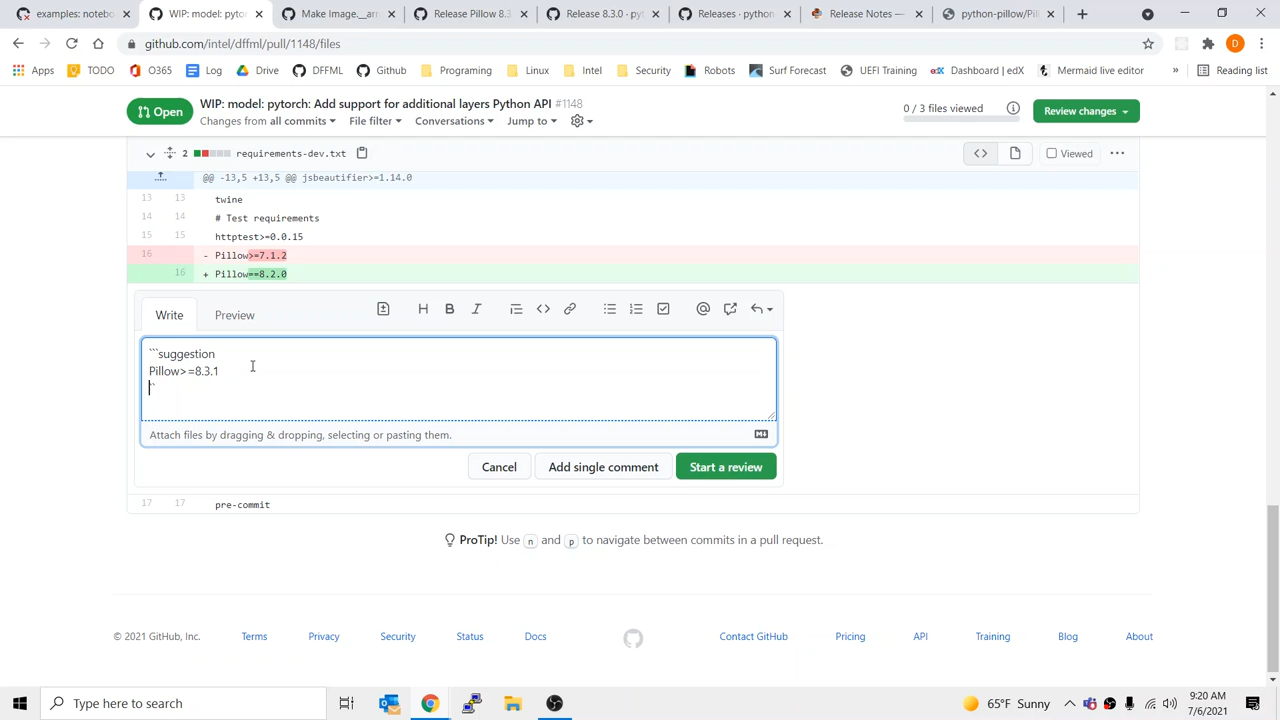 examples: notebo
WIP: model: pytor
Make Image.__ar
Release Pillow 8.3
Release 8.3.0 · py
Releases · python
Release Notes —
python-pillow/Pil
github.com/intel/dffml/pull/1148/files
Apps
TODO
O365
Log
Drive
DFFML
Github
Programing
Linux
Intel
Security
Robots
Surf Forecast
UEFI Training
Dashboard | edX
Mermaid live editor
»
Reading list
Open
WIP: model: pytorch: Add support for additional layers Python API #1148
Changes from all commits
File filter
Conversations
Jump to
0 / 3 files viewed
Review changes
2
requirements-dev.txt
Viewed
@@ -13,5 +13,5 @@ jsbeautifier>=1.14.0
13 13 twine
14 14 # Test requirements
15 15 httptest>=0.0.15
16 - Pillow>=7.1.2
16 + Pillow==8.2.0
Write
Preview
```suggestion
Pillow>=8.3.1
``
Attach files by dragging & dropping, selecting or pasting them.
Cancel
Add single comment
Start a review
17 17 pre-commit
ProTip! Use n and p to navigate between commits in a pull request.
© 2021 GitHub, Inc.
Terms
Privacy
Security
Status
Docs
Contact GitHub
Pricing
API
Training
Blog
About
Type here to search
65°F Sunny
9:20 AM
7/6/2021